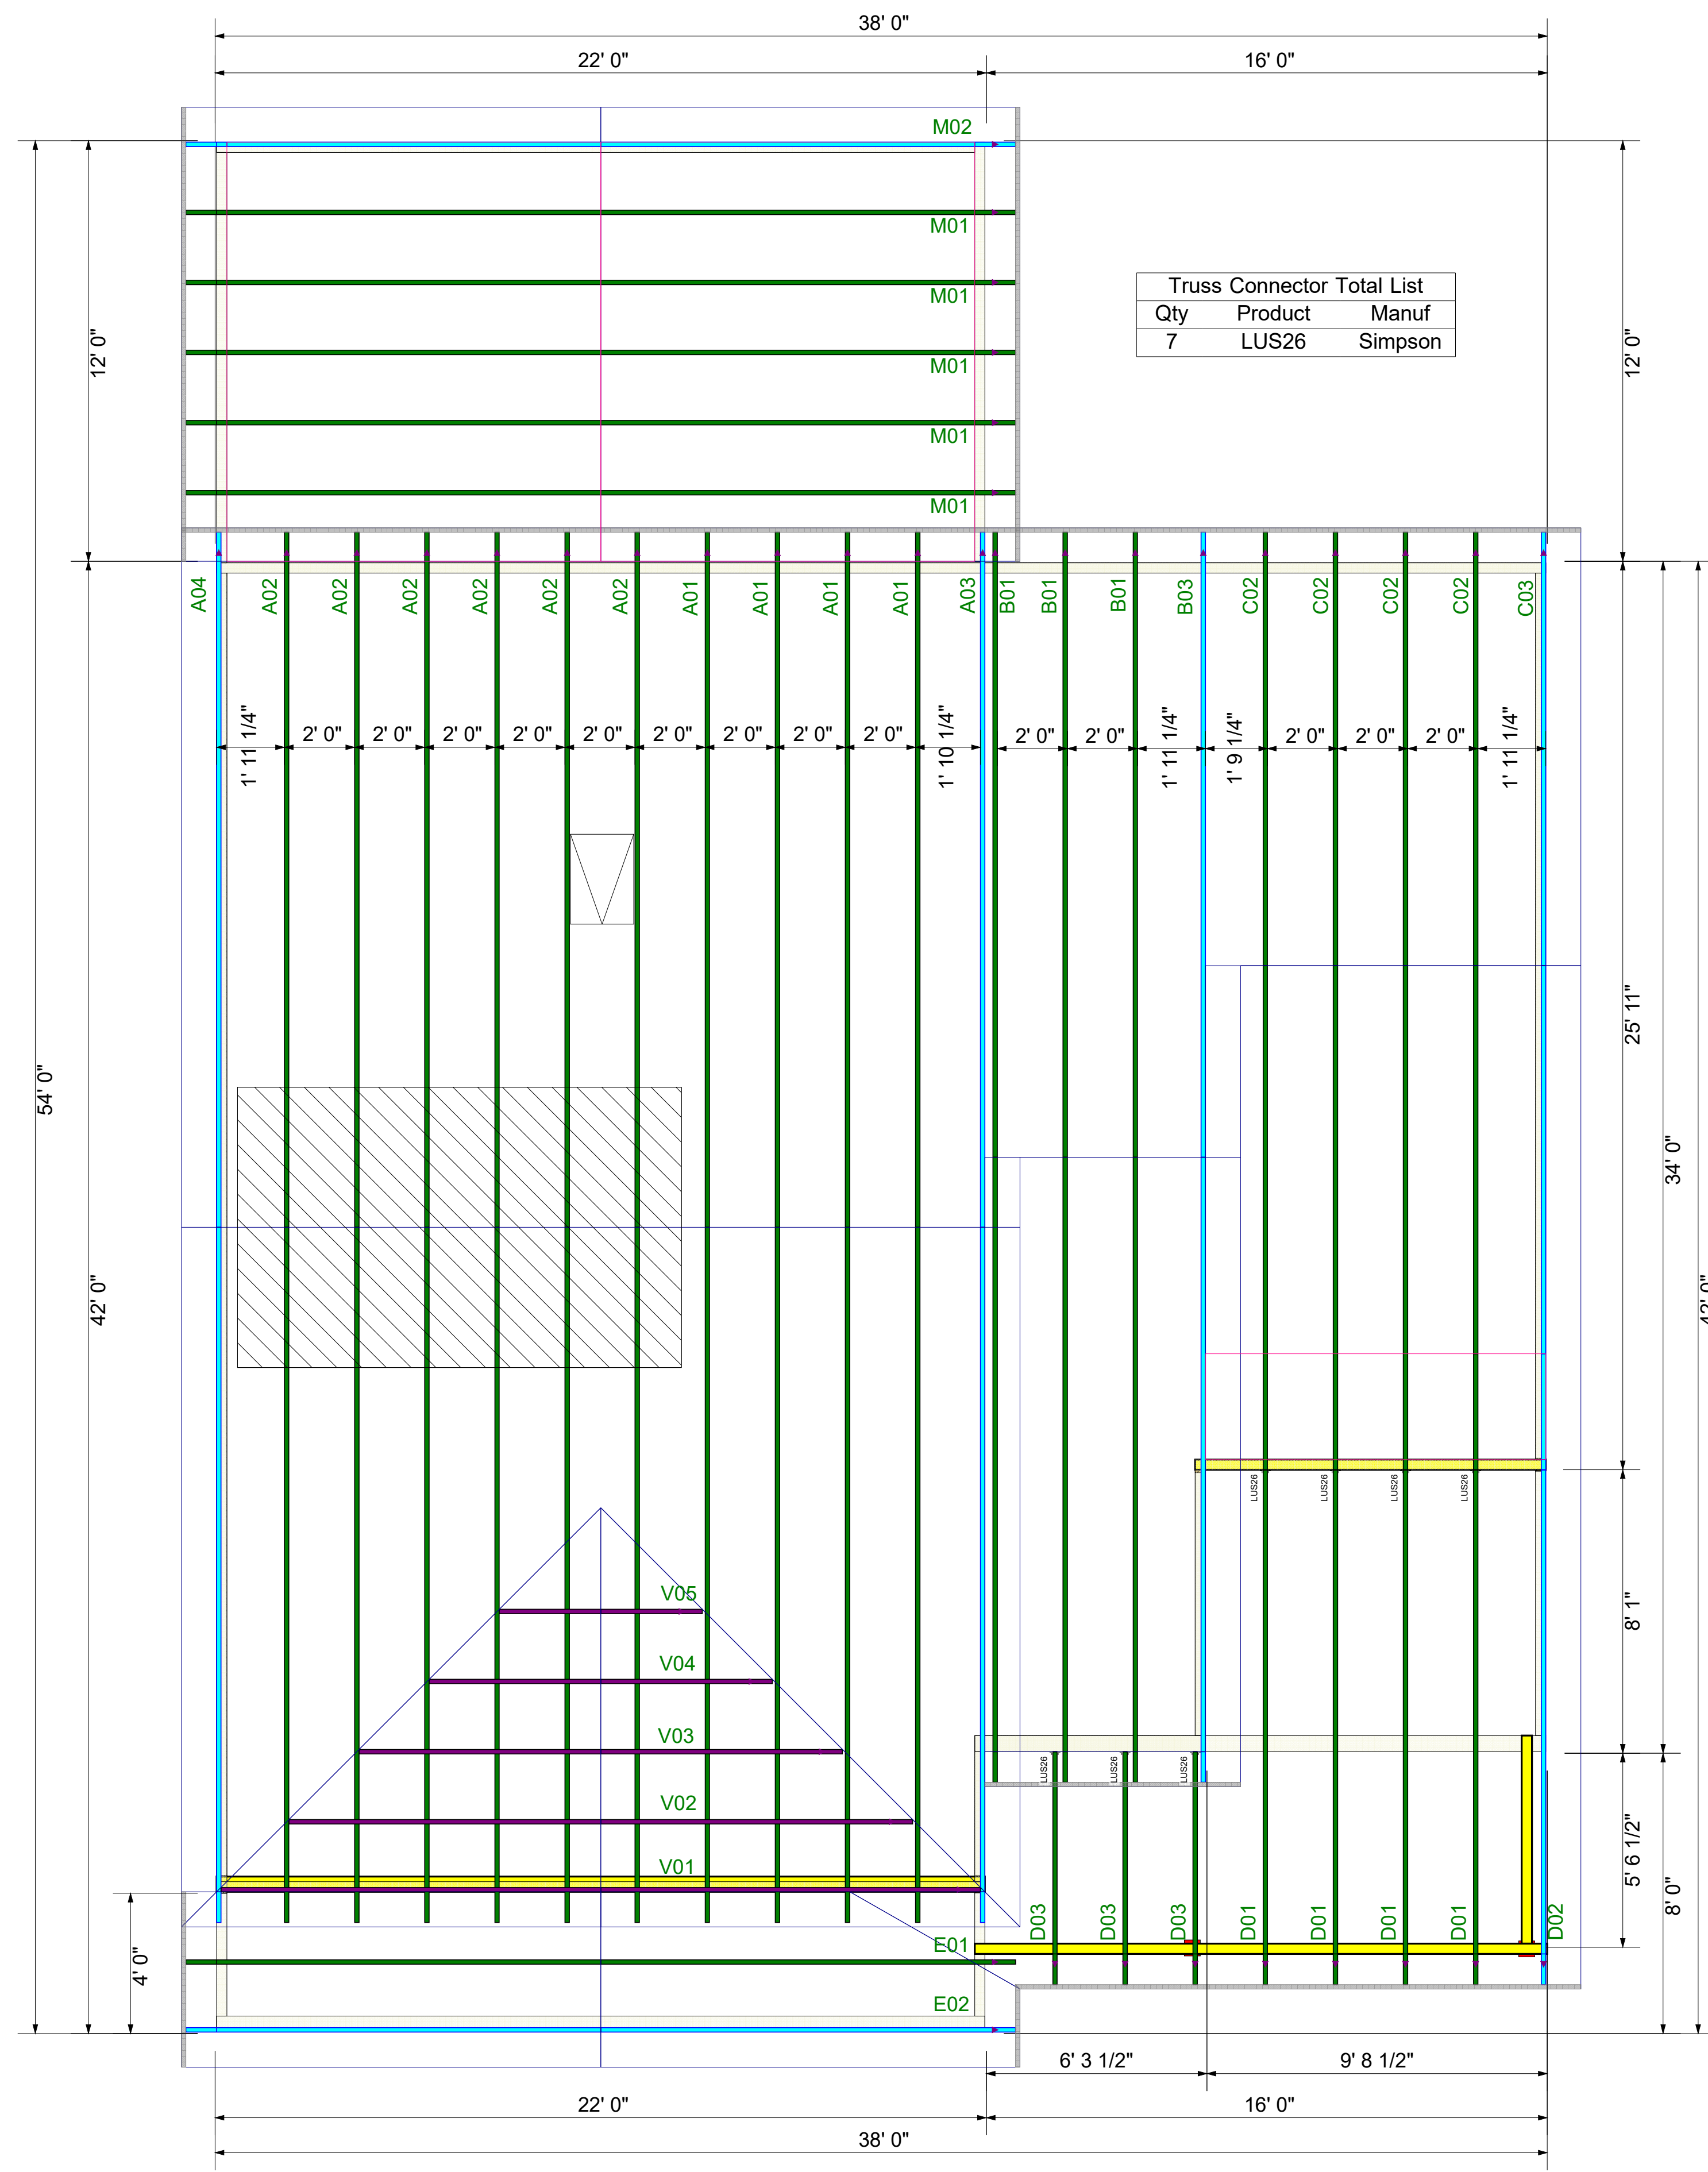 38' 0"
22' 0"
16' 0"
M02
M01
M01
M01
M01
M01
12' 0"
12' 0"
Truss Connector Total List
Qty Product Manuf
7 LUS26 Simpson
A04
A02
A02
A02
A02
A02
A02
A01
A01
A01
A01
A03
B01
B01
B01
B03
C02
C02
C02
C02
C03
1' 11 1/4"
2' 0"
2' 0"
2' 0"
2' 0"
2' 0"
2' 0"
2' 0"
2' 0"
2' 0"
1' 10 1/4"
2' 0"
2' 0"
1' 11 1/4"
1' 9 1/4"
2' 0"
2' 0"
2' 0"
1' 11 1/4"
54' 0"
42' 0"
25' 11"
34' 0"
42' 0"
LUS26
LUS26
LUS26
LUS26
V05
V04
V03
V02
V01
8' 1"
LUS26
LUS26
LUS26
5' 6 1/2"
8' 0"
D03
D03
D03
D01
D01
D01
D01
D02
E01
4' 0"
E02
6' 3 1/2"
9' 8 1/2"
22' 0"
16' 0"
38' 0"